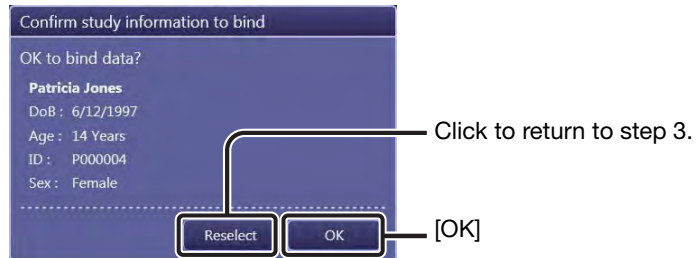 Confirm study information to bind
OK to bind data?
Patricia Jones
DoB : 6/12/1997
Age : 14 Years
ID : P000004
Sex : Female
Reselect
OK
Click to return to step 3.
[OK]